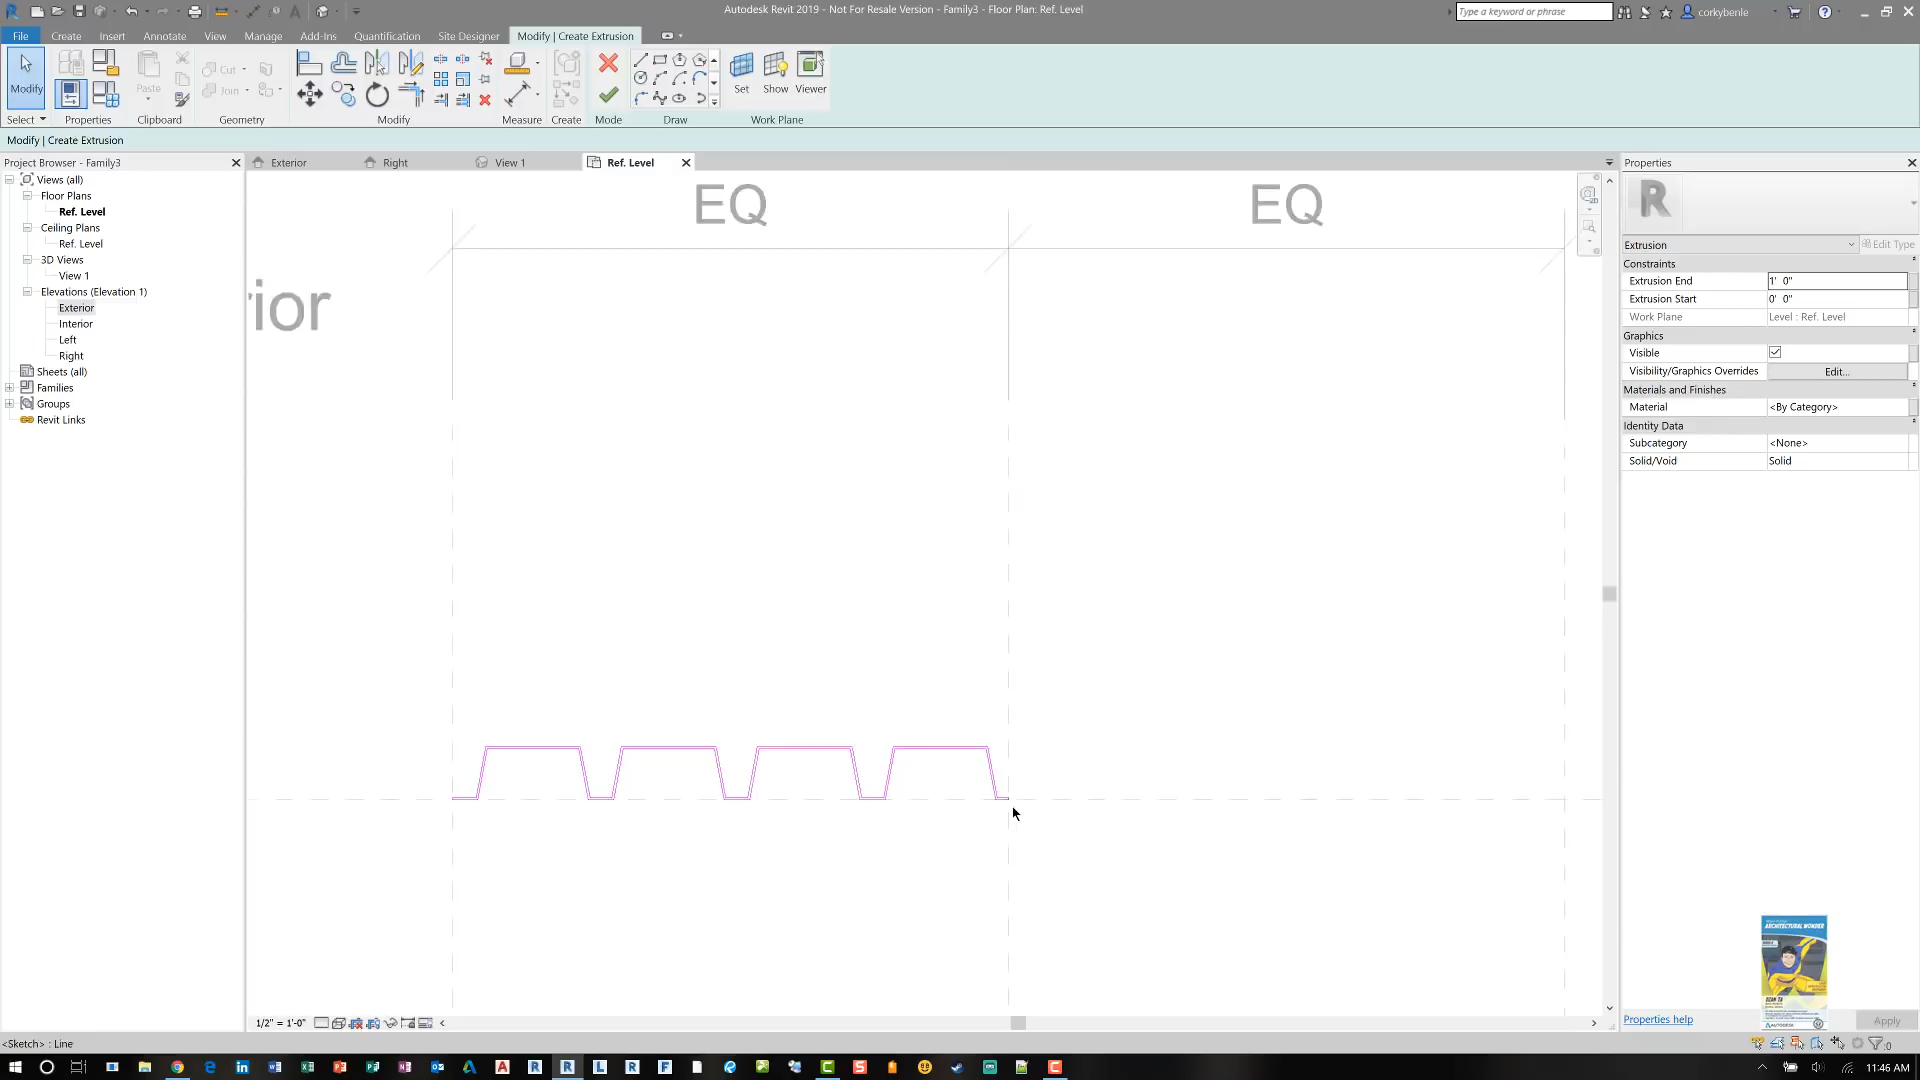 Autodesk Revit 2019 - Not For Resale Version - Family3 - Floor Plan: Ref. Level
Type a keyword or phrase
corkybenle
File Create Insert Annotate View Manage Add-Ins Quantification Site Designer Modify | Create Extrusion
Modify
Paste
Cut
Join
Set Show Viewer
Select Properties Clipboard Geometry Modify Measure Create Mode Draw Work Plane
Modify | Create Extrusion
Project Browser - Family3
Views (all)
Floor Plans
Ref. Level
Ceiling Plans
Ref. Level
3D Views
View 1
Elevations (Elevation 1)
Exterior
Interior
Left
Right
Sheets (all)
Families
Groups
Revit Links
Exterior Right View 1 Ref. Level
EQ EQ
rior
Properties
Extrusion
Edit Type
Constraints
Extrusion End 1' 0"
Extrusion Start 0' 0"
Work Plane Level : Ref. Level
Graphics
Visible
Visibility/Graphics Overrides Edit...
Materials and Finishes
Material <By Category>
Identity Data
Subcategory <None>
Solid/Void Solid
ARCHITECTURAL WONDER
AUTODESK
Properties help
Apply
1/2" = 1'-0"
<Sketch> : Line
:0
11:46 AM